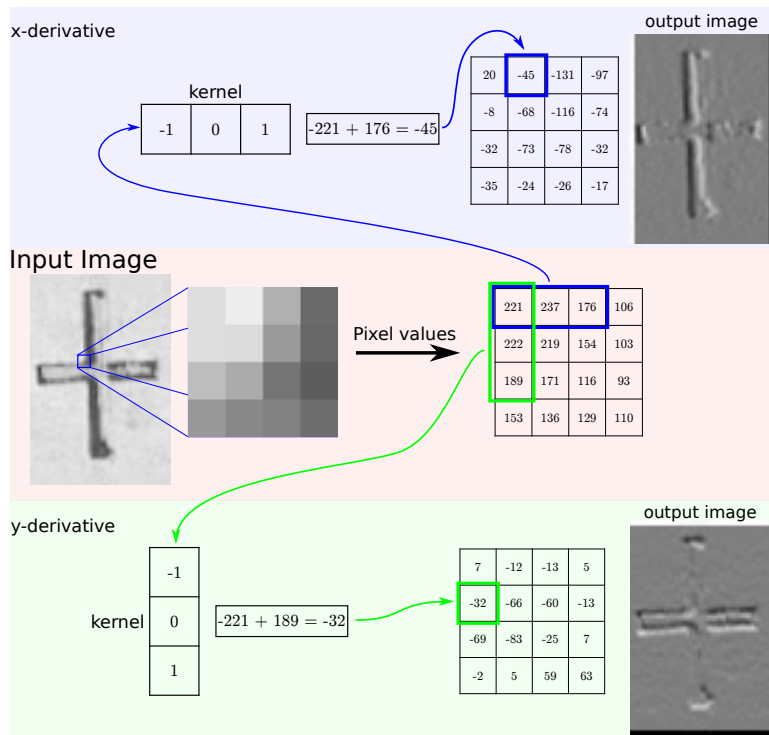 x-derivative
output image
kernel
-1 0 1
-221 + 176 = -45
20 -45 -131 -97
-8 -68 -116 -74
-32 -73 -78 -32
-35 -24 -26 -17
Input Image
Pixel values
221 237 176 106
222 219 154 103
189 171 116 93
153 136 129 110
y-derivative
output image
kernel
-1
0
1
-221 + 189 = -32
7 -12 -13 5
-32 -66 -60 -13
-69 -83 -25 7
-2 5 59 63